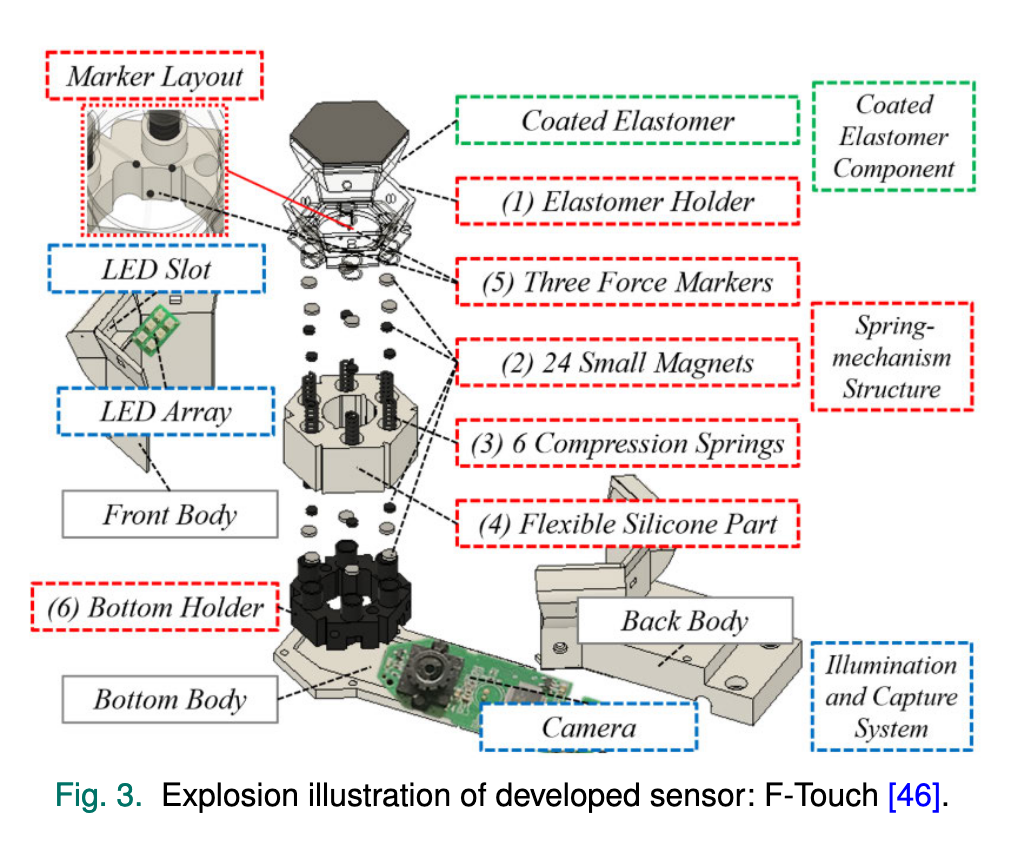 Marker Layout
Coated Elastomer
Coated
Elastomer
Component
(1) Elastomer Holder
LED Slot
(5) Three Force Markers
Spring-
mechanism
Structure
(2) 24 Small Magnets
LED Array
(3) 6 Compression Springs
Front Body
(4) Flexible Silicone Part
(6) Bottom Holder
Back Body
Bottom Body
Camera
Illumination
and Capture
System
Fig. 3. Explosion illustration of developed sensor: F-Touch [46].